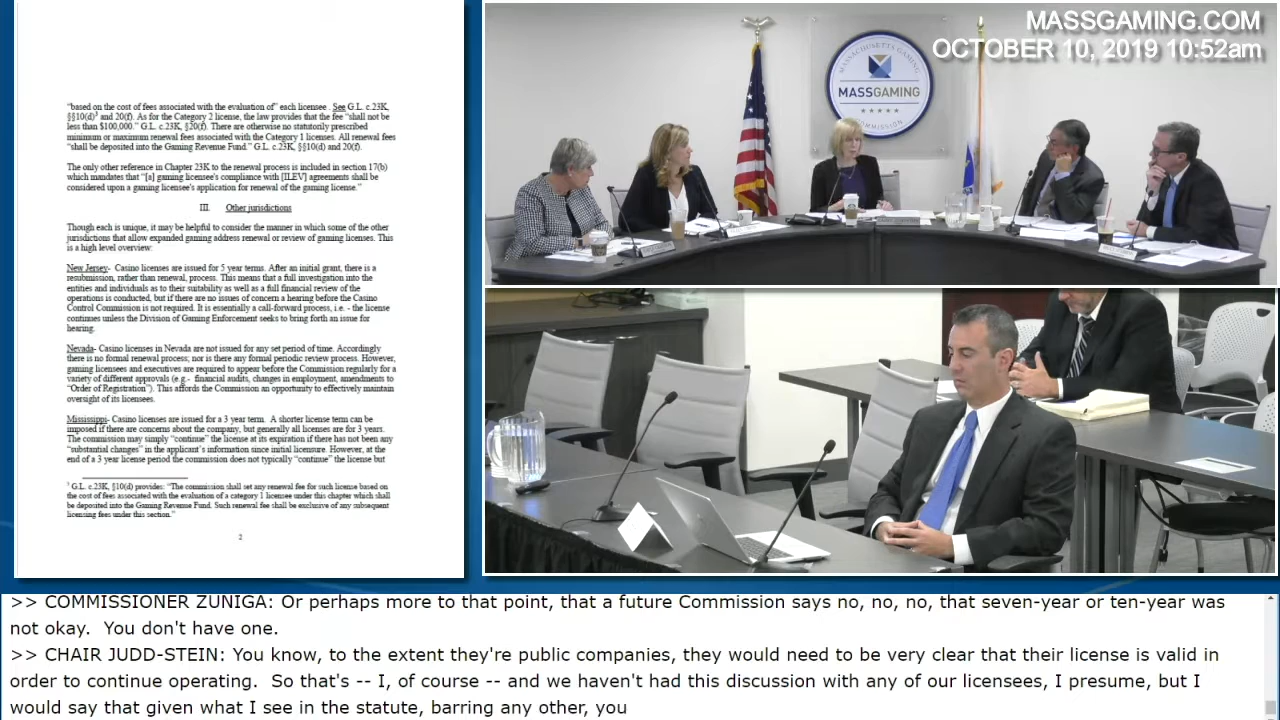 "based on the cost of fees associated with the evaluation of" each licensee . See G.L. c.23K,
§§10(d)³ and 20(f). As for the Category 2 license, the law provides that the fee "shall not be
less than $100,000." G.L. c.23K, §20(f). There are otherwise no statutorily prescribed
minimum or maximum renewal fees associated with the Category 1 licenses. All renewal fees
"shall be deposited into the Gaming Revenue Fund." G.L. c.23K, §§10(d) and 20(f).
The only other reference in Chapter 23K to the renewal process is included in section 17(b)
which mandates that "[a] gaming licensee's compliance with [ILEV] agreements shall be
considered upon a gaming licensee's application for renewal of the gaming license."
III. Other jurisdictions
Though each is unique, it may be helpful to consider the manner in which some of the other
jurisdictions that allow expanded gaming address renewal or review of gaming licenses. This
is a high level overview:
New Jersey- Casino licenses are issued for 5 year terms. After an initial grant, there is a
resubmission, rather than renewal, process. This means that a full investigation into the
entities and individuals as to their suitability as well as a full financial review of the
operations is conducted, but if there are no issues of concern a hearing before the Casino
Control Commission is not required. It is essentially a call-forward process, i.e. - the license
continues unless the Division of Gaming Enforcement seeks to bring forth an issue for
hearing.
Nevada- Casino licenses in Nevada are not issued for any set period of time. Accordingly
there is no formal renewal process; nor is there any formal periodic review process. However,
gaming licensees and executives are required to appear before the Commission regularly for a
variety of different approvals (e.g.- financial audits, changes in employment, amendments to
"Order of Registration"). This affords the Commission an opportunity to effectively maintain
oversight of its licensees.
Mississippi- Casino licenses are issued for a 3 year term. A shorter license term can be
imposed if there are concerns about the company, but generally all licenses are for 3 years.
The commission may simply "continue" the license at its expiration if there has not been any
"substantial changes" in the applicant's information since initial licensure. However, at the
end of a 3 year license period the commission does not typically "continue" the license but
³ G.L. c.23K, §10(d) provides: "The commission shall set any renewal fee for such license based on
the cost of fees associated with the evaluation of a category 1 licensee under this chapter which shall
be deposited into the Gaming Revenue Fund. Such renewal fee shall be exclusive of any subsequent
licensing fees under this section."
2
MASSGAMING.COM
OCTOBER 10, 2019 10:52am
MASSACHUSETTS GAMING
MASSGAMING
COMMISSION
>> COMMISSIONER ZUNIGA: Or perhaps more to that point, that a future Commission says no, no, no, that seven-year or ten-year was
not okay.  You don't have one.
>> CHAIR JUDD-STEIN: You know, to the extent they're public companies, they would need to be very clear that their license is valid in
order to continue operating.  So that's -- I, of course -- and we haven't had this discussion with any of our licensees, I presume, but I
would say that given what I see in the statute, barring any other, you